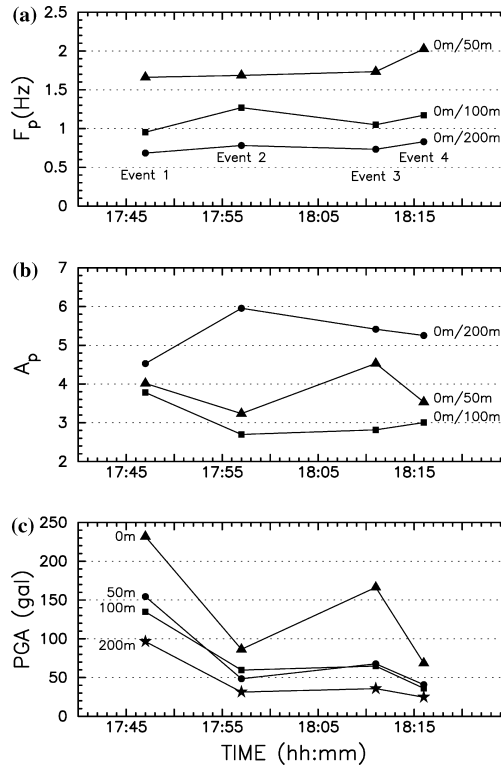 (a)
2.5
2
1.5
1
0.5
0
Fp(Hz)
0m/50m
0m/100m
0m/200m
Event 1
Event 2
Event 3
Event 4
17:45 17:55 18:05 18:15
(b)
7
6
5
4
3
2
Ap
0m/200m
0m/50m
0m/100m
17:45 17:55 18:05 18:15
(c)
250
200
150
100
50
0
PGA (gal)
0m
50m
100m
200m
17:45 17:55 18:05 18:15
TIME (hh:mm)